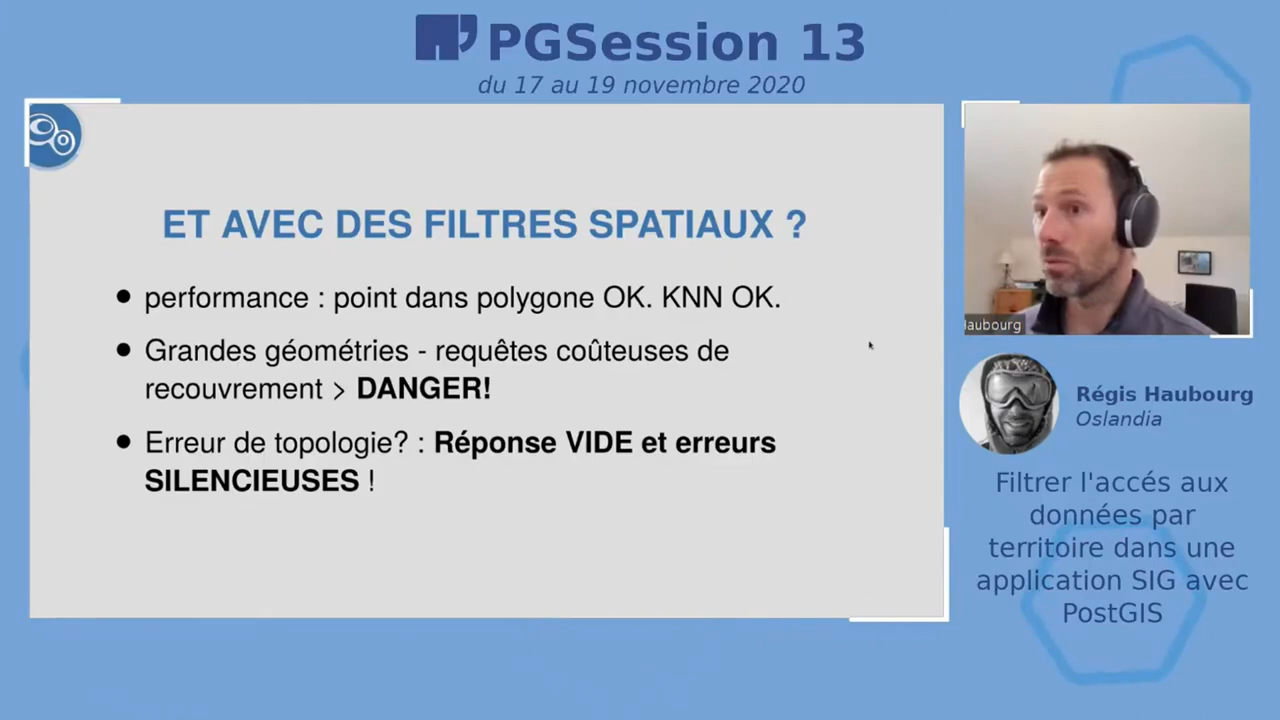 PGSession 13
du 17 au 19 novembre 2020
ET AVEC DES FILTRES SPATIAUX ?
• performance : point dans polygone OK. KNN OK.
• Grandes géométries - requêtes coûteuses de
recouvrement > DANGER!
• Erreur de topologie? : Réponse VIDE et erreurs
SILENCIEUSES !
Haubourg
Régis Haubourg
Oslandia
Filtrer l'accés aux
données par
territoire dans une
application SIG avec
PostGIS